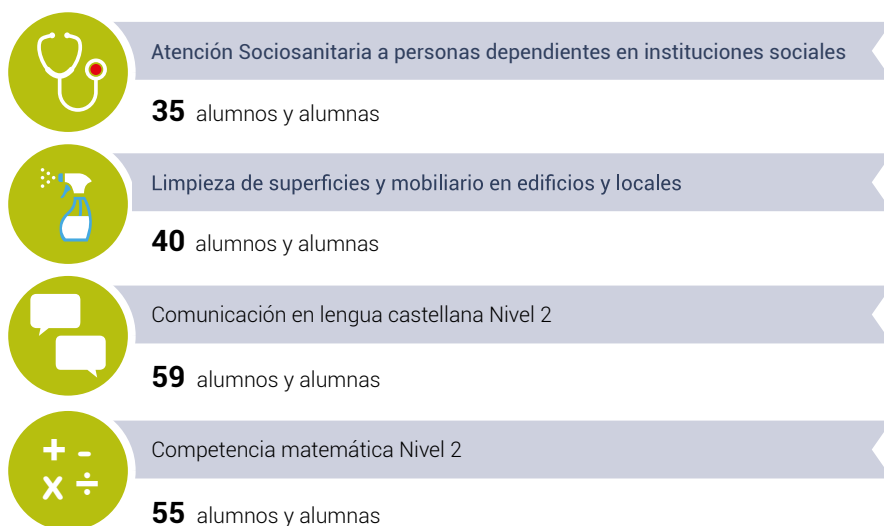 Atención Sociosanitaria a personas dependientes en instituciones sociales
35 alumnos y alumnas
Limpieza de superficies y mobiliario en edificios y locales
40 alumnos y alumnas
Comunicación en lengua castellana Nivel 2
59 alumnos y alumnas
+ -
x ÷
Competencia matemática Nivel 2
55 alumnos y alumnas